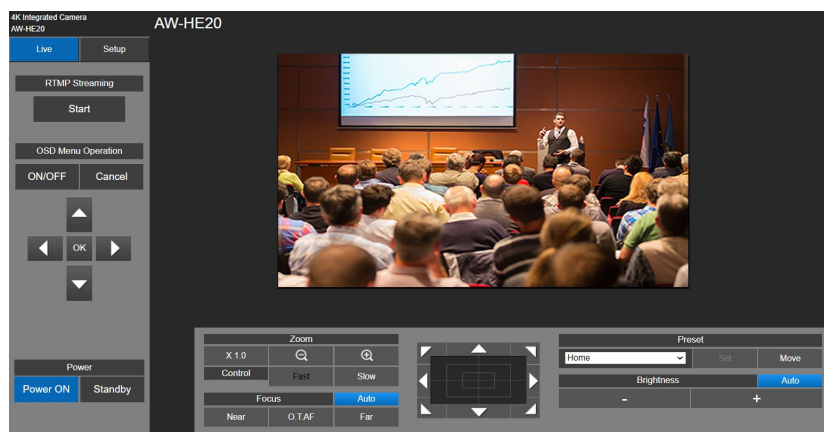 4K Integrated Camera
AW-HE20
AW-HE20
Live Setup
RTMP Streaming
Start
OSD Menu Operation
ON/OFF Cancel
OK
Power
Power ON Standby
Zoom
X 1.0
Control Fast Slow
Focus Auto
Near O.T.AF Far
Preset
Home Set Move
Brightness Auto
- +